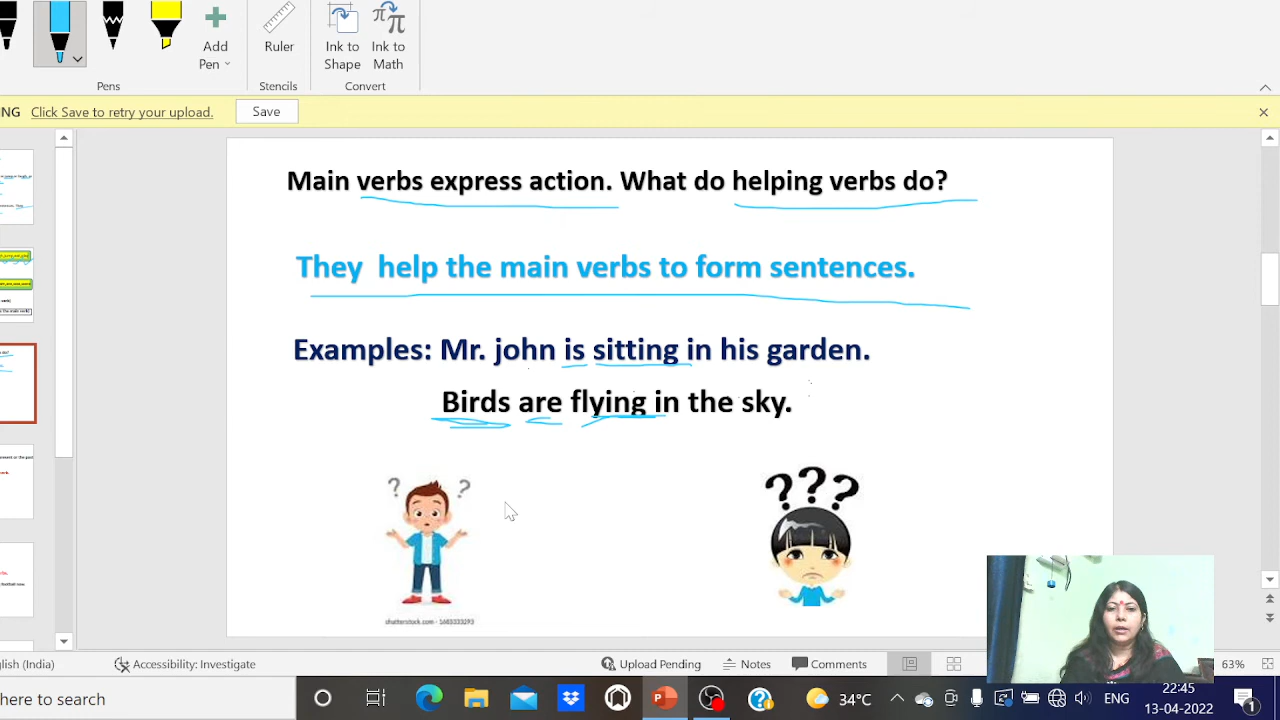 Add
Pen
Ruler
Ink to
Shape
Ink to
Math
Pens
Stencils
Convert
NG Click Save to retry your upload. Save
Main verbs express action. What do helping verbs do?
They help the main verbs to form sentences.
Examples: Mr. john is sitting in his garden.
Birds are flying in the sky.
? ?
???
shutterstock.com
glish (India) Accessibility: Investigate Upload Pending Notes Comments 63%
here to search 34°C ENG 22:45
13-04-2022